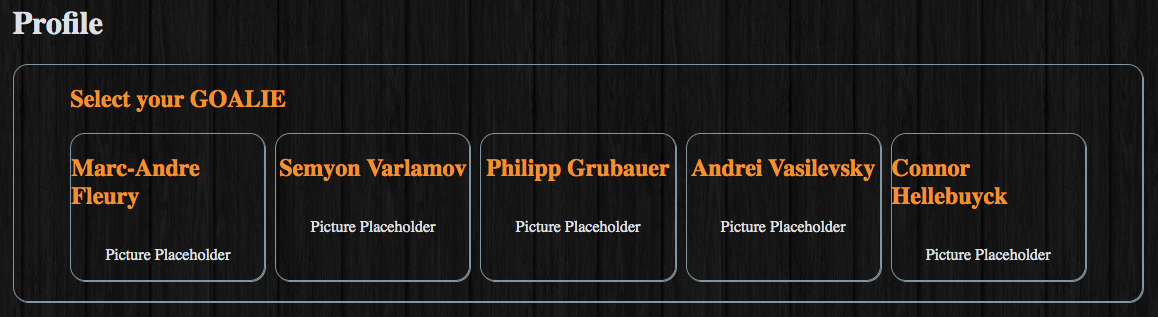 Profile
Select your GOALIE
Marc-Andre
Fleury
Picture Placeholder
Semyon Varlamov
Picture Placeholder
Philipp Grubauer
Picture Placeholder
Andrei Vasilevsky
Picture Placeholder
Connor
Hellebuyck
Picture Placeholder